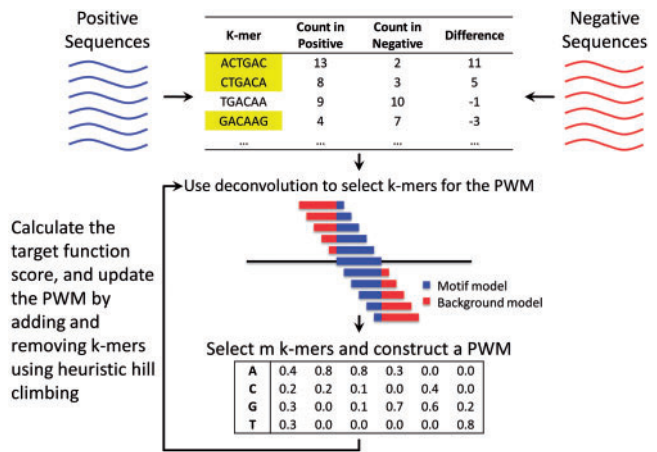 Positive
Sequences
Negative
Sequences
K-mer Count in Positive Count in Negative Difference
ACTGAC 13 2 11
CTGACA 8 3 5
TGACAA 9 10 -1
GACAAG 4 7 -3
... ... ... ...
Use deconvolution to select k-mers for the PWM
Calculate the
target function
score, and update
the PWM by
adding and
removing k-mers
using heuristic hill
climbing
Motif model
Background model
Select m k-mers and construct a PWM
A 0.4 0.8 0.8 0.3 0.0 0.0
C 0.2 0.2 0.1 0.0 0.4 0.0
G 0.3 0.0 0.1 0.7 0.6 0.2
T 0.3 0.0 0.0 0.0 0.0 0.8